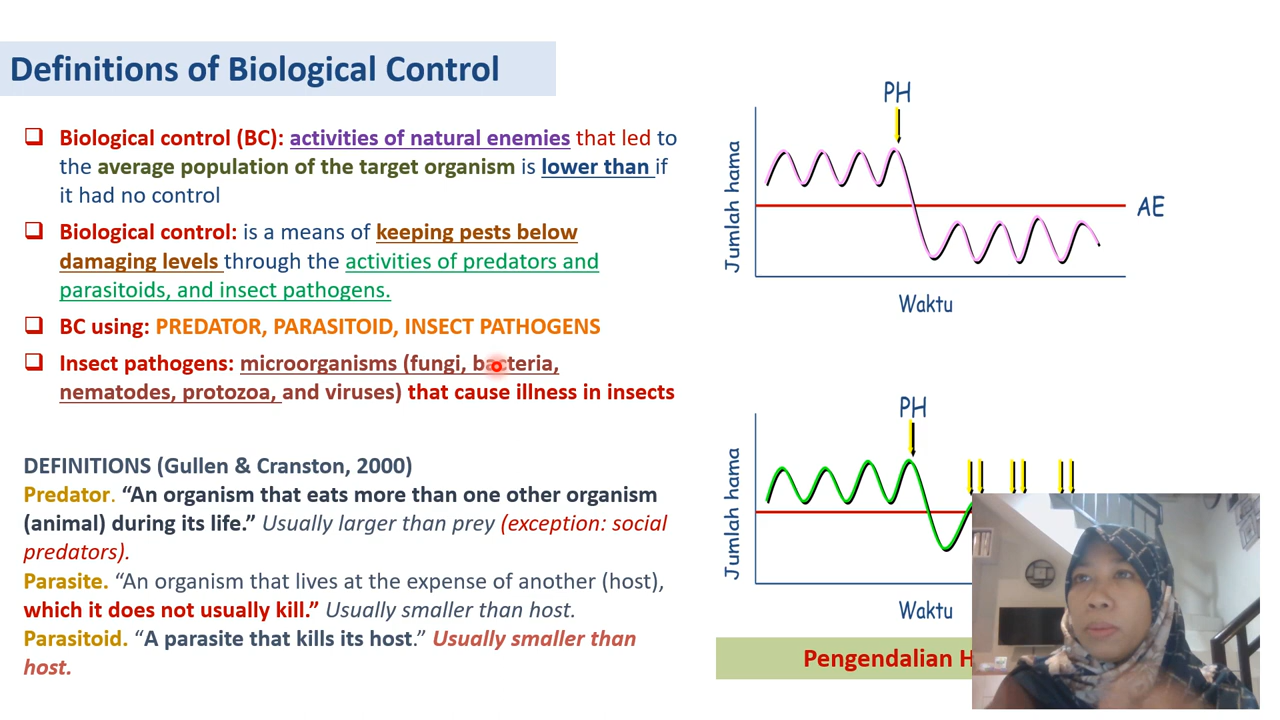 Definitions of Biological Control
Biological control (BC): activities of natural enemies that led to
the average population of the target organism is lower than if
it had no control
Biological control: is a means of keeping pests below
damaging levels through the activities of predators and
parasitoids, and insect pathogens.
BC using: PREDATOR, PARASITOID, INSECT PATHOGENS
Insect pathogens: microorganisms (fungi, bacteria,
nematodes, protozoa, and viruses) that cause illness in insects
DEFINITIONS (Gullen & Cranston, 2000)
Predator. “An organism that eats more than one other organism
(animal) during its life.” Usually larger than prey (exception: social
predators).
Parasite. “An organism that lives at the expense of another (host),
which it does not usually kill.” Usually smaller than host.
Parasitoid. “A parasite that kills its host.” Usually smaller than
host.
PH
Jumlah hama
AE
Waktu
PH
Jumlah hama
Waktu
Pengendalian H